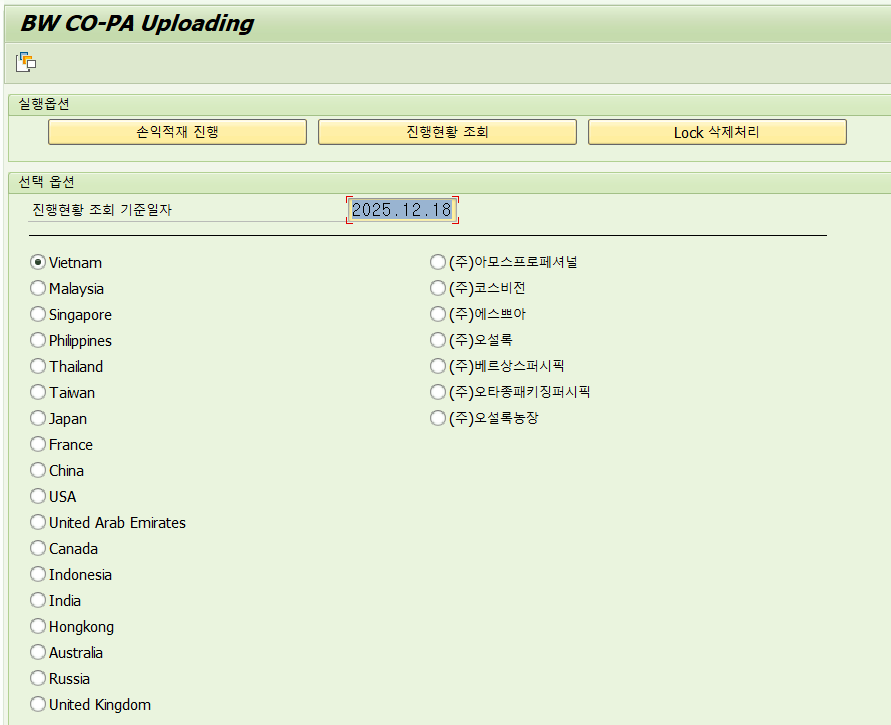 BW CO-PA Uploading
실행옵션
손익적재 진행 진행현황 조회 Lock 삭제처리
선택 옵션
진행현황 조회 기준일자 2025.12.18
Vietnam (주)아모스프로페셔널
Malaysia (주)코스비전
Singapore (주)에스쁘아
Philippines (주)오설록
Thailand (주)베르상스퍼시픽
Taiwan (주)오타종패키징퍼시픽
Japan (주)오설록농장
France
China
USA
United Arab Emirates
Canada
Indonesia
India
Hongkong
Australia
Russia
United Kingdom